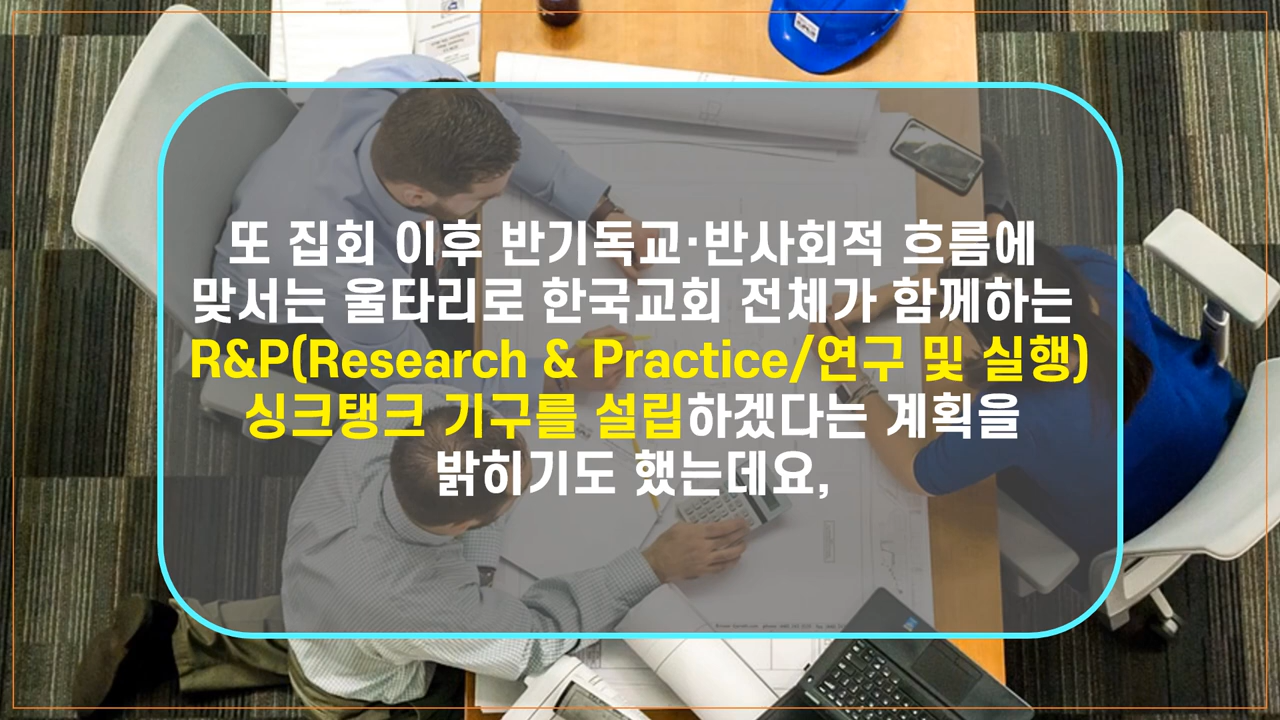 또 집회 이후 반기독교·반사회적 흐름에
맞서는 울타리로 한국교회 전체가 함께하는
R&P(Research & Practice/연구 및 실행)
싱크탱크 기구를 설립하겠다는 계획을
밝히기도 했는데요,